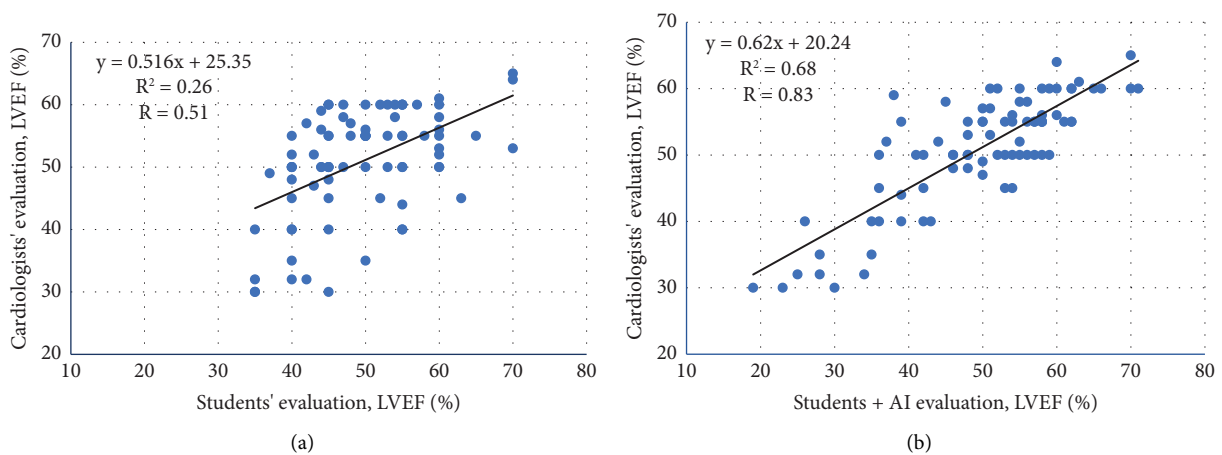 70
60
50
40
30
20
Cardiologists' evaluation, LVEF (%)
y = 0.516x + 25.35
R² = 0.26
R = 0.51
10 20 30 40 50 60 70 80
Students' evaluation, LVEF (%)
(a)
70
60
50
40
30
20
Cardiologists' evaluation, LVEF (%)
y = 0.62x + 20.24
R² = 0.68
R = 0.83
10 20 30 40 50 60 70 80
Students + AI evaluation, LVEF (%)
(b)